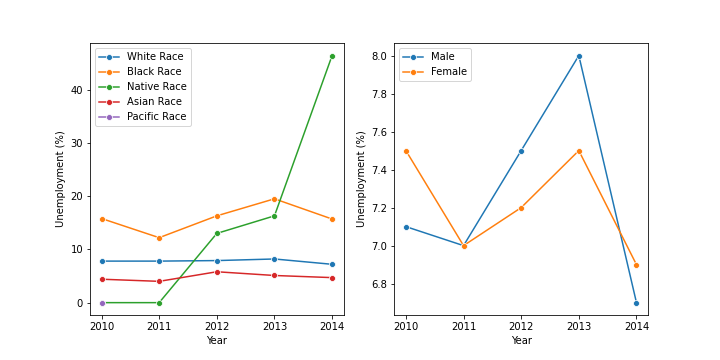 White Race
Black Race
Native Race
Asian Race
Pacific Race
Unemployment (%)
40
30
20
10
0
2010 2011 2012 2013 2014
Year
Male
Female
Unemployment (%)
8.0
7.8
7.6
7.4
7.2
7.0
6.8
2010 2011 2012 2013 2014
Year